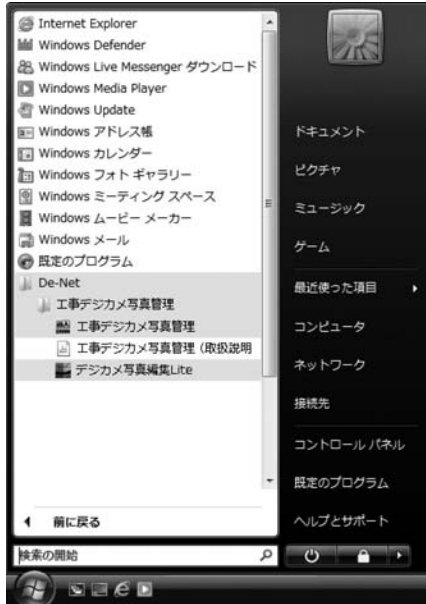 Internet Explorer
Windows Defender
Windows Live Messenger ダウンロード
Windows Media Player
Windows Update
Windows アドレス帳
Windows カレンダー
Windows フォト ギャラリー
Windows ミーティング スペース
Windows ムービー メーカー
Windows メール
既定のプログラム
De-Net
工事デジカメ写真管理
工事デジカメ写真管理
工事デジカメ写真管理 (取扱説明
デジカメ写真編集Lite
前に戻る
検索の開始
ドキュメント
ピクチャ
ミュージック
ゲーム
最近使った項目
コンピュータ
ネットワーク
接続先
コントロール パネル
既定のプログラム
ヘルプとサポート